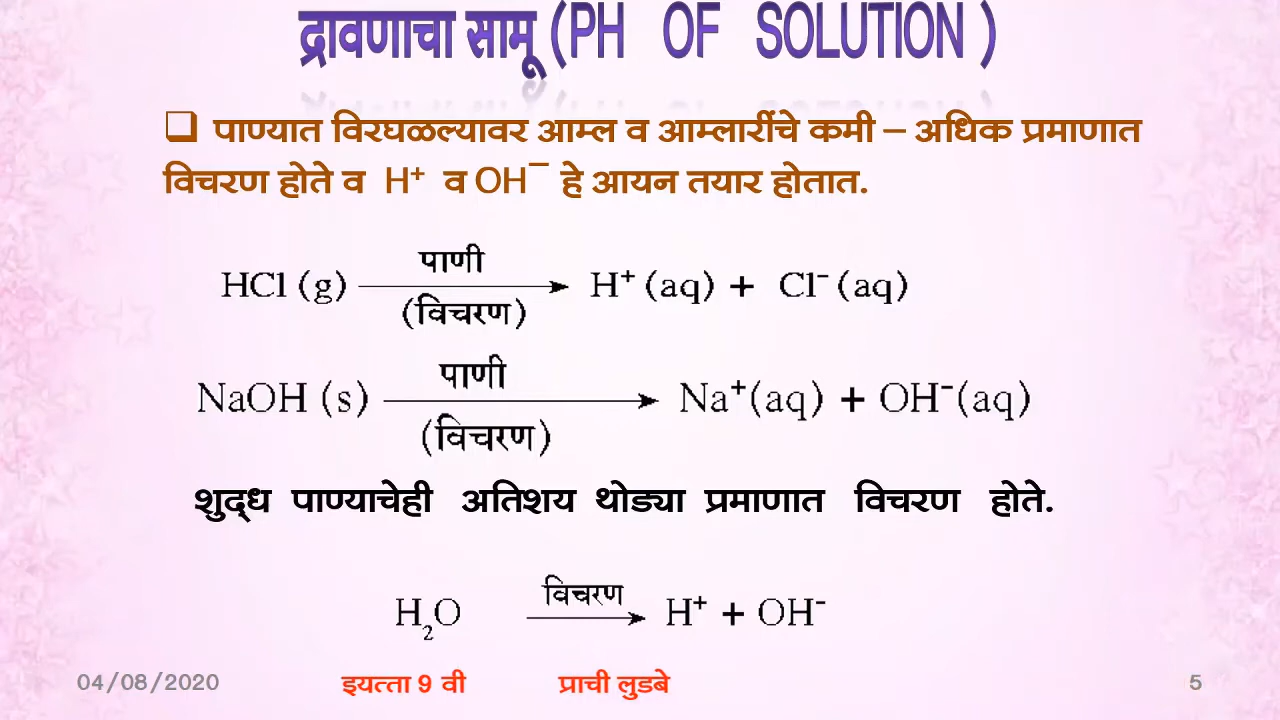 द्रावणाचा सामू (PH OF SOLUTION )
❑ पाण्यात विरघळल्यावर आम्ल व आम्लारींचे कमी – अधिक प्रमाणात
विचरण होते व H⁺ व OH⁻ हे आयन तयार होतात.
पाणी
HCl (g) ⟶ H⁺ (aq) + Cl⁻ (aq)
(विचरण)
पाणी
NaOH (s) ⟶ Na⁺(aq) + OH⁻(aq)
(विचरण)
शुद्ध पाण्याचेही अतिशय थोड्या प्रमाणात विचरण होते.
विचरण
H₂O ⟶ H⁺ + OH⁻
04/08/2020 इयत्ता 9 वी प्राची लुडबे 5